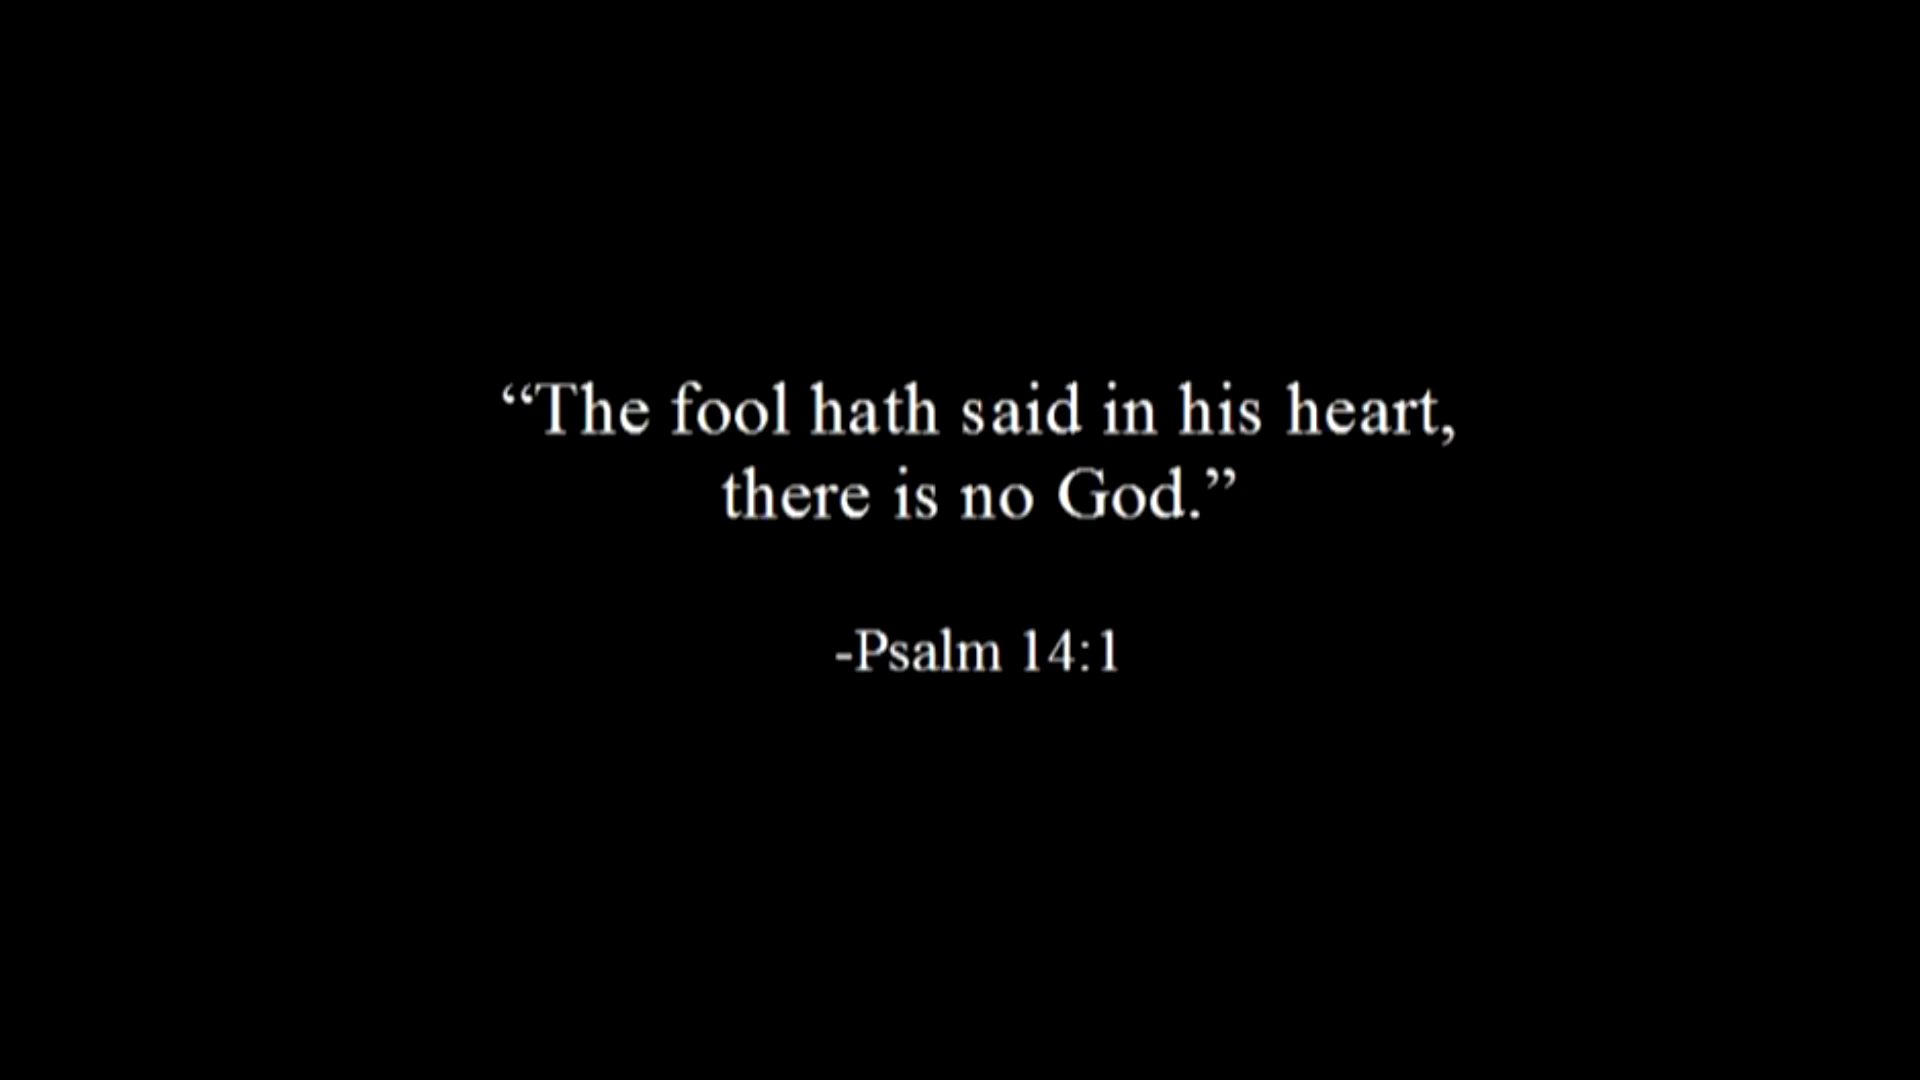 “The fool hath said in his heart,
there is no God.”
-Psalm 14:1